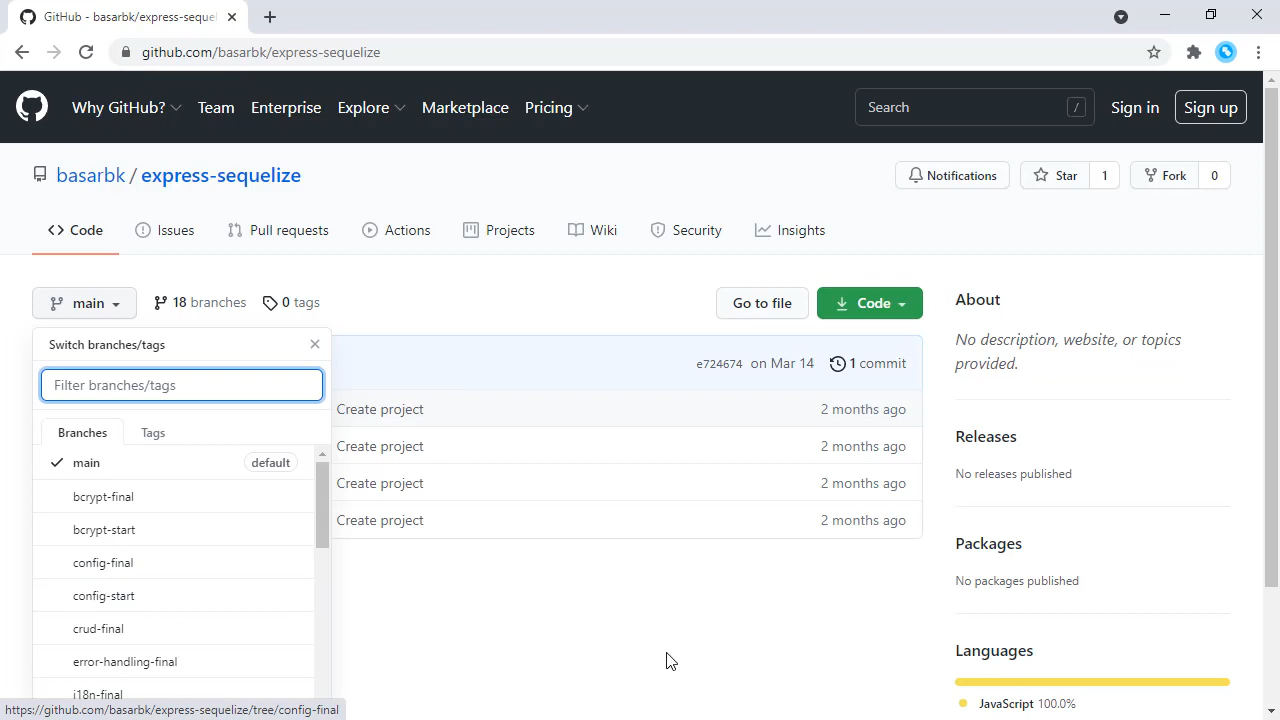 GitHub - basarbk/express-sequel
github.com/basarbk/express-sequelize
Why GitHub? Team Enterprise Explore Marketplace Pricing
Search /
Sign in Sign up
basarbk / express-sequelize
Notifications Star 1 Fork 0
Code Issues Pull requests Actions Projects Wiki Security Insights
main 18 branches 0 tags
Go to file Code
Switch branches/tags
Filter branches/tags
Branches Tags
main default
bcrypt-final
bcrypt-start
config-final
config-start
crud-final
error-handling-final
i18n-final
e724674 on Mar 14 1 commit
Create project 2 months ago
Create project 2 months ago
Create project 2 months ago
Create project 2 months ago
About
No description, website, or topics
provided.
Releases
No releases published
Packages
No packages published
Languages
JavaScript 100.0%
https://github.com/basarbk/express-sequelize/tree/config-final